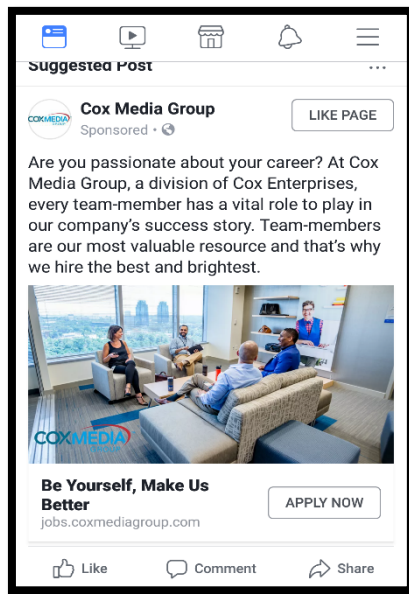 Suggested Post
Cox Media Group
Sponsored •
LIKE PAGE
COXMEDIA
GROUP
Are you passionate about your career? At Cox
Media Group, a division of Cox Enterprises,
every team-member has a vital role to play in
our company's success story. Team-members
are our most valuable resource and that's why
we hire the best and brightest.
COXMEDIA
GROUP
Be Yourself, Make Us
Better
jobs.coxmediagroup.com
APPLY NOW
Like
Comment
Share